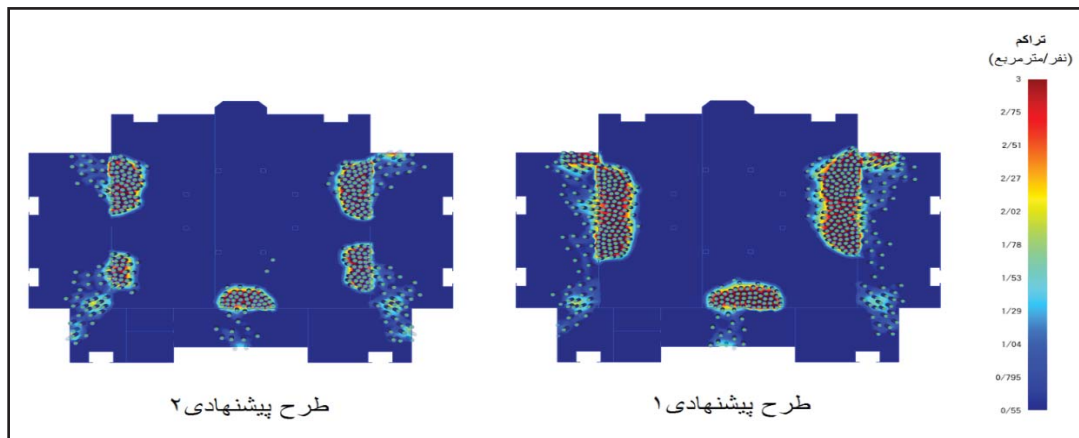 تراکم
(نفر/مترمربع)
3
2/75
2/51
2/27
2/02
1/78
1/53
1/29
1/04
0/795
0/55
طرح پیشنهادی۱
طرح پیشنهادی۲